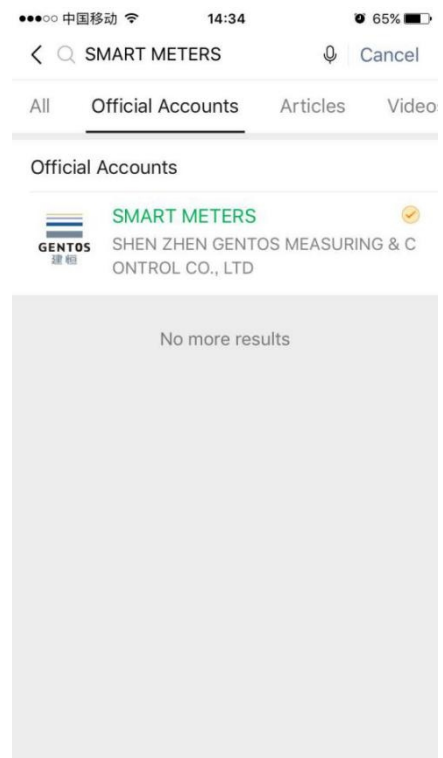 中国移动 14:34 65%
SMART METERS Cancel
All Official Accounts Articles Videos
Official Accounts
SMART METERS
GENTOS
建恒
SHEN ZHEN GENTOS MEASURING & C
ONTROL CO., LTD
No more results